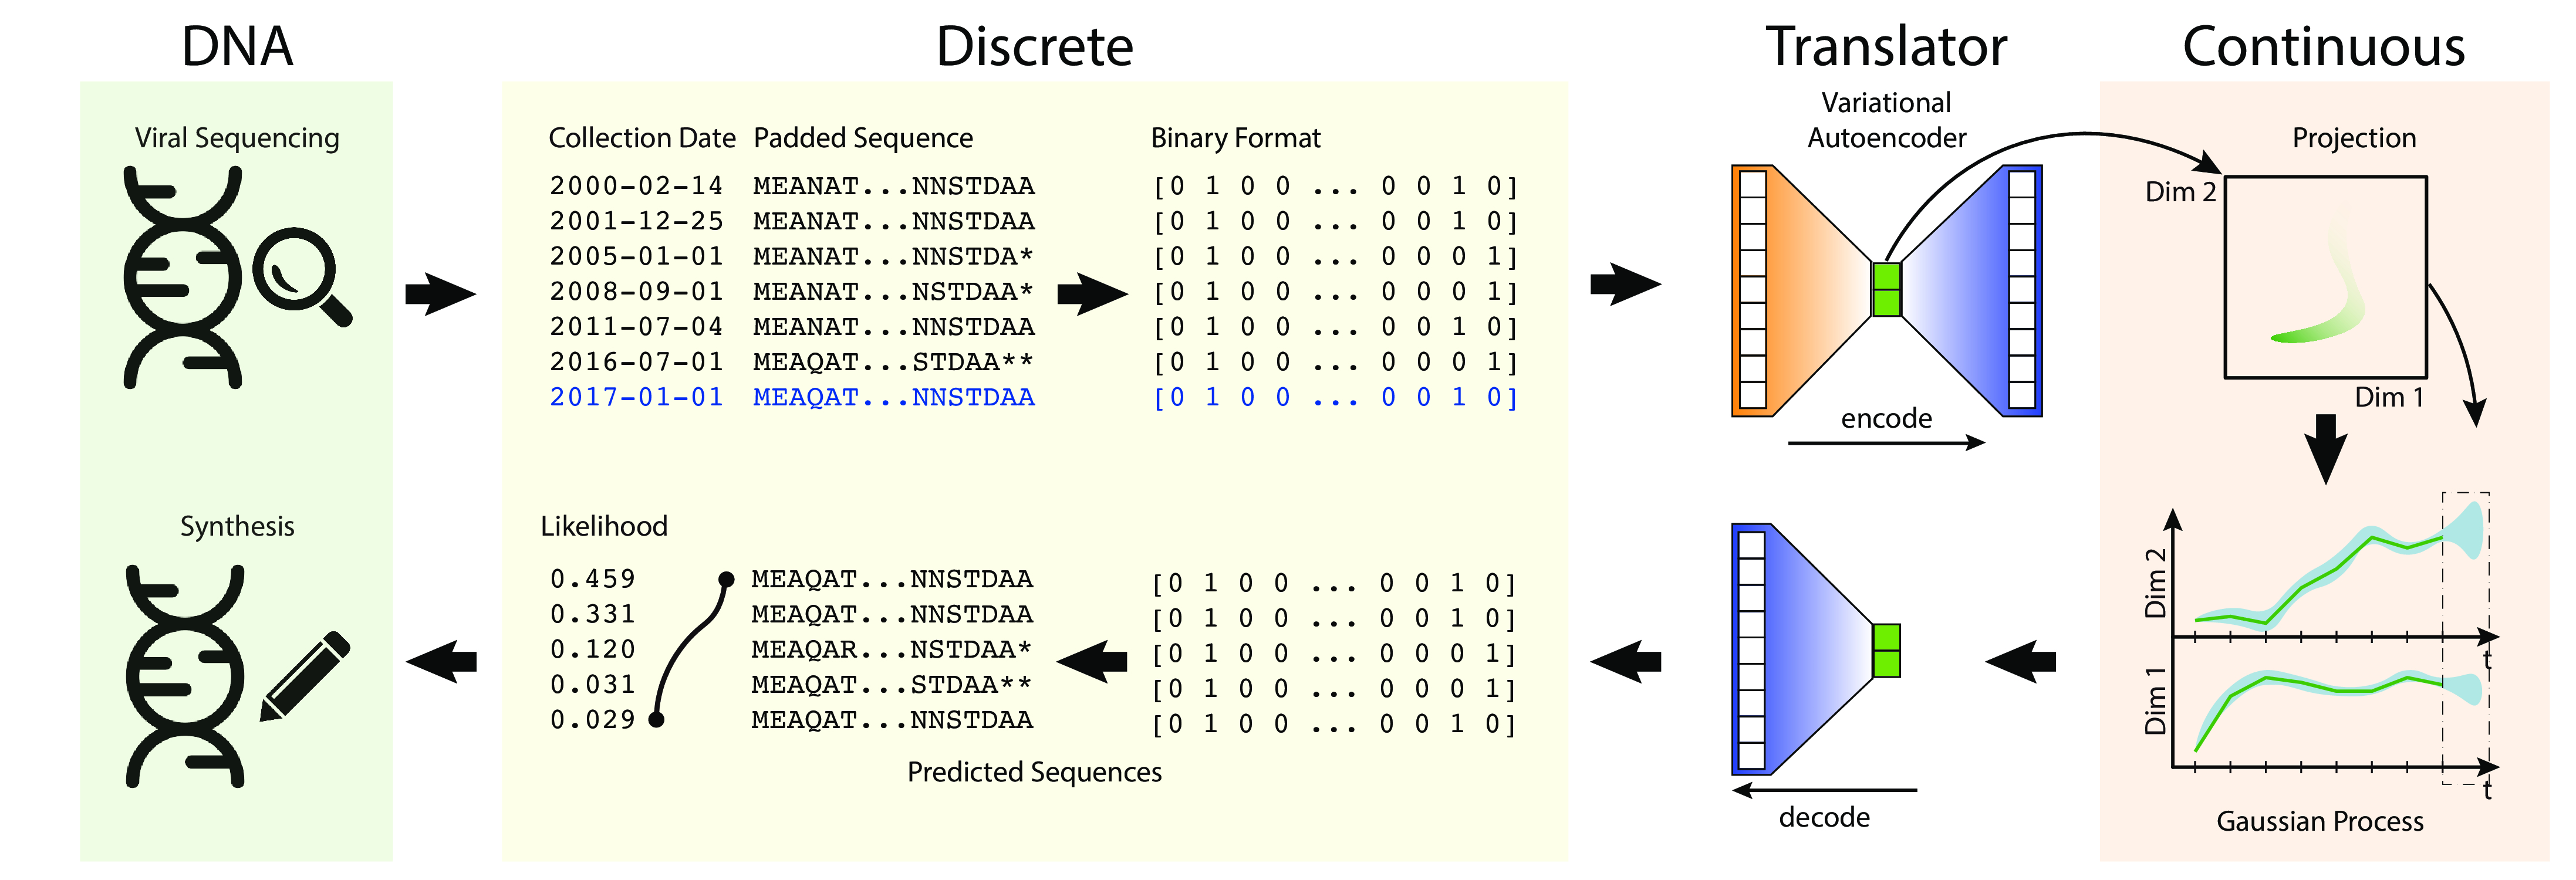 DNA
Discrete
Translator
Continuous
Viral Sequencing
Collection Date Padded Sequence Binary Format
2000-02-14 MEANAT...NNSTDAA [0 1 0 0 ... 0 0 1 0]
2001-12-25 MEANAT...NNSTDAA [0 1 0 0 ... 0 0 1 0]
2005-01-01 MEANAT...NNSTDA* [0 1 0 0 ... 0 0 0 1]
2008-09-01 MEANAT...NSTDAA* [0 1 0 0 ... 0 0 0 1]
2011-07-04 MEANAT...NNSTDAA [0 1 0 0 ... 0 0 1 0]
2016-07-01 MEAQAT...STDAA** [0 1 0 0 ... 0 0 0 1]
2017-01-01 MEAQAT...NNSTDAA [0 1 0 0 ... 0 0 1 0]
Variational
Autoencoder
encode
Projection
Dim 2
Dim 1
Synthesis
Likelihood
0.459 MEAQAT...NNSTDAA [0 1 0 0 ... 0 0 1 0]
0.331 MEAQAT...NNSTDAA [0 1 0 0 ... 0 0 1 0]
0.120 MEAQAR...NSTDAA* [0 1 0 0 ... 0 0 0 1]
0.031 MEAQAT...STDAA** [0 1 0 0 ... 0 0 0 1]
0.029 MEAQAT...NNSTDAA [0 1 0 0 ... 0 0 1 0]
Predicted Sequences
decode
Dim 2
t
Dim 1
t
Gaussian Process